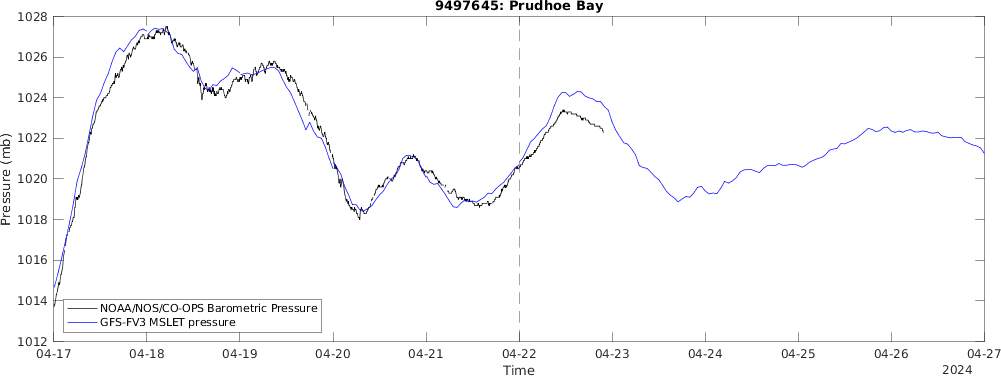 9497645: Prudhoe Bay
1028
1026
1024
1022
1020
1018
1016
1014
1012
Pressure (mb)
NOAA/NOS/CO-OPS Barometric Pressure
GFS-FV3 MSLET pressure
04-17 04-18 04-19 04-20 04-21 04-22 04-23 04-24 04-25 04-26 04-27
Time
2024